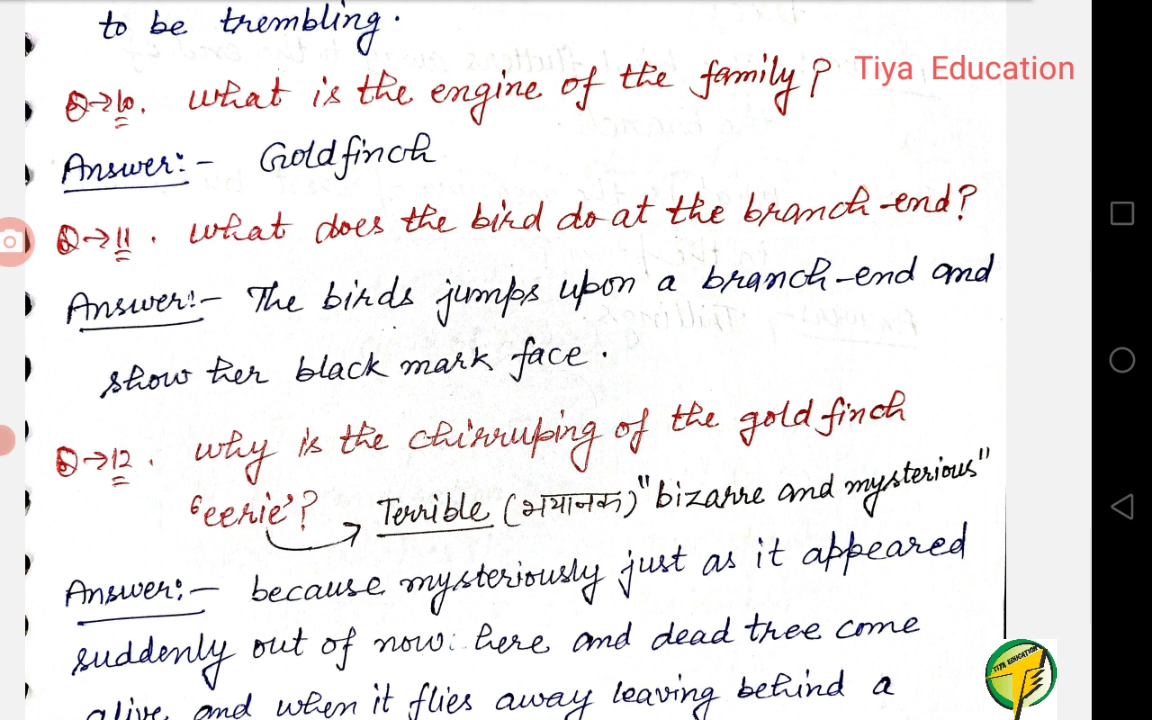 to be trembling.
Tiya Education
Q→10. What is the engine of the family?
Answer:- Goldfinch
Q→11. What does the bird do at the branch-end?
Answer:- The birds jumps upon a branch-end and
show her black mark face.
Q→12. why is the chirruping of the goldfinch
'eerie'? → Terrible (भयानक) "bizarre and mysterious"
Answer:- because mysteriously just as it appeared
suddenly out of now here and dead tree come
alive and when it flies away leaving behind a
TIYA EDUCATION